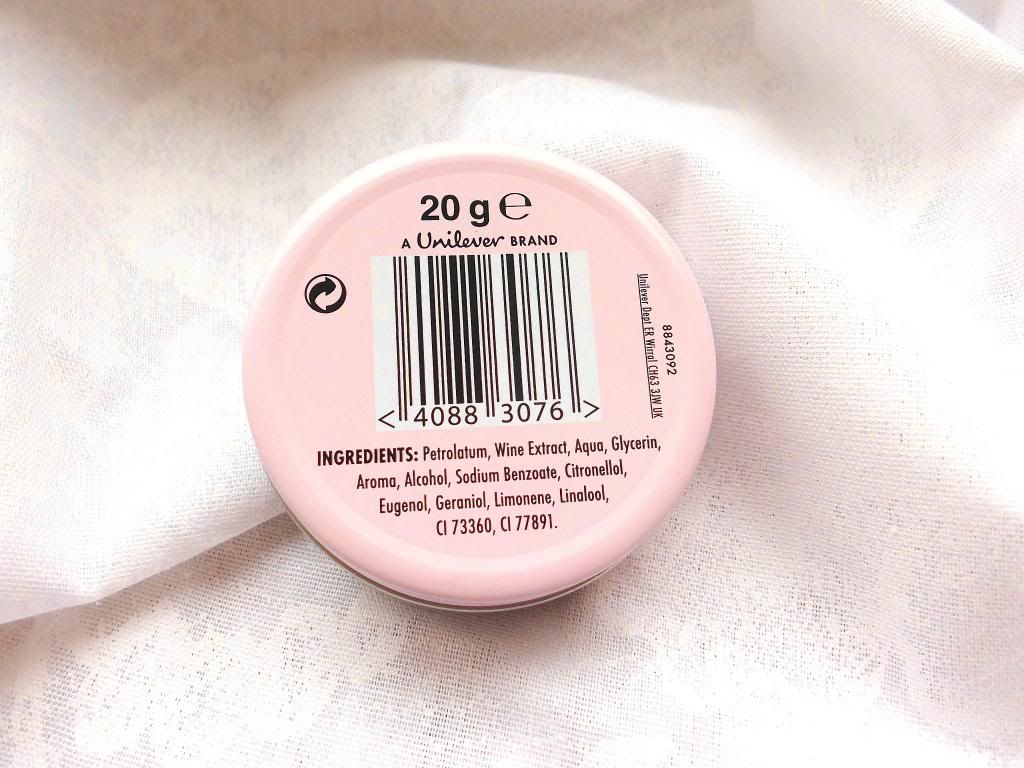 20 g ℮
A Unilever BRAND
< 4088 3076 >
Unilever Dept ER Wirral CH63 3JW UK
8843092
INGREDIENTS: Petrolatum, Wine Extract, Aqua, Glycerin,
Aroma, Alcohol, Sodium Benzoate, Citronellol,
Eugenol, Geraniol, Limonene, Linalool,
CI 73360, CI 77891.